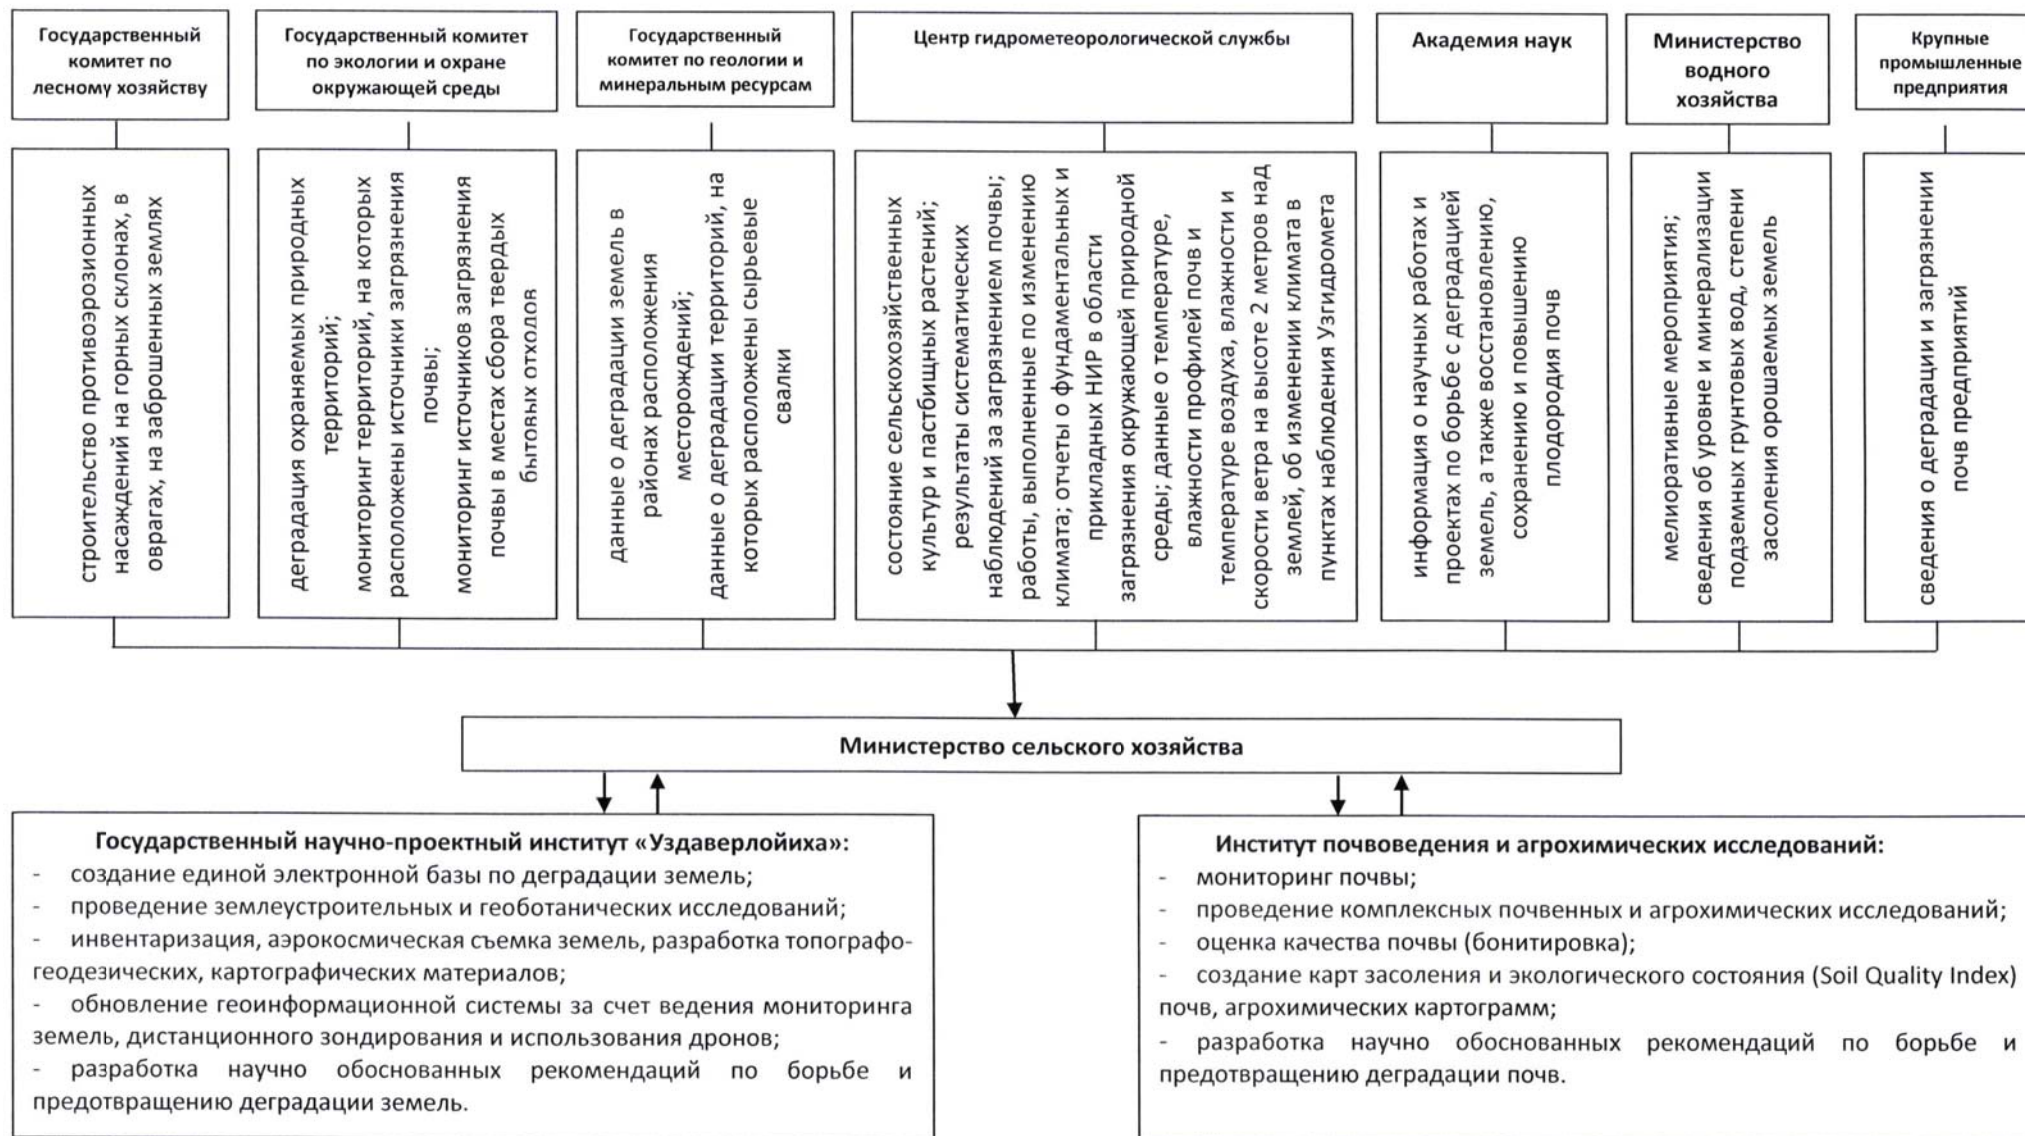 Государственный
комитет по
лесному хозяйству
Государственный комитет
по экологии и охране
окружающей среды
Государственный
комитет по геологии и
минеральным ресурсам
Центр гидрометеорологической службы
Академия наук
Министерство
водного
хозяйства
Крупные
промышленные
предприятия
строительство противоэрозионных
насаждений на горных склонах, в
оврагах, на заброшенных землях
деградация охраняемых природных
территорий;
мониторинг территорий, на которых
расположены источники загрязнения
почвы;
мониторинг источников загрязнения
почвы в местах сбора твердых
бытовых отходов
данные о деградации земель в
районах расположения
месторождений;
данные о деградации территорий, на
которых расположены сырьевые
свалки
состояние сельскохозяйственных
культур и пастбищных растений;
результаты систематических
наблюдений за загрязнением почвы;
работы, выполненные по изменению
климата; отчеты о фундаментальных и
прикладных НИР в области
загрязнения окружающей природной
среды; данные о температуре,
влажности профилей почв и
температуре воздуха, влажности и
скорости ветра на высоте 2 метров над
землей, об изменении климата в
пунктах наблюдения Узгидромета
информация о научных работах и
проектах по борьбе с деградацией
земель, а также восстановлению,
сохранению и повышению
плодородия почв
мелиоративные мероприятия;
сведения об уровне и минерализации
подземных грунтовых вод, степени
засоления орошаемых земель
сведения о деградации и загрязнении
почв предприятий
Министерство сельского хозяйства
Государственный научно-проектный институт «Уздаверлойиха»:
- создание единой электронной базы по деградации земель;
- проведение землеустроительных и геоботанических исследований;
- инвентаризация, аэрокосмическая съемка земель, разработка топографо-
геодезических, картографических материалов;
- обновление геоинформационной системы за счет ведения мониторинга
земель, дистанционного зондирования и использования дронов;
- разработка научно обоснованных рекомендаций по борьбе и
предотвращению деградации земель.
Институт почвоведения и агрохимических исследований:
- мониторинг почвы;
- проведение комплексных почвенных и агрохимических исследований;
- оценка качества почвы (бонитировка);
- создание карт засоления и экологического состояния (Soil Quality Index)
почв, агрохимических картограмм;
- разработка научно обоснованных рекомендаций по борьбе и
предотвращению деградации почв.